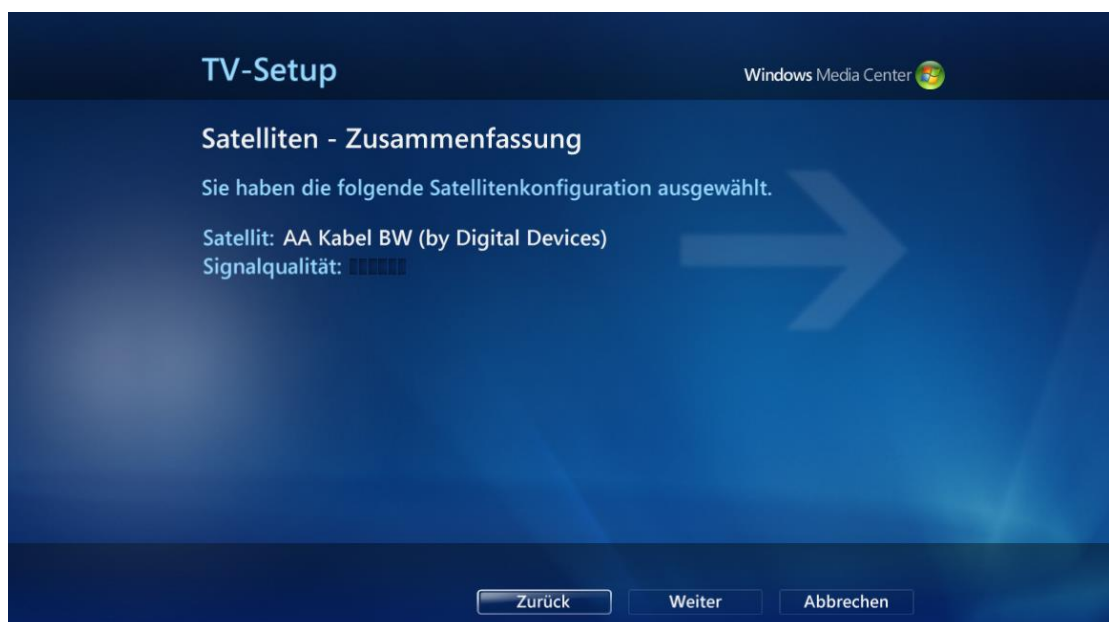 TV-Setup
Windows Media Center
Satelliten - Zusammenfassung
Sie haben die folgende Satellitenkonfiguration ausgewählt.
Satellit: AA Kabel BW (by Digital Devices)
Signalqualität:
Zurück Weiter Abbrechen